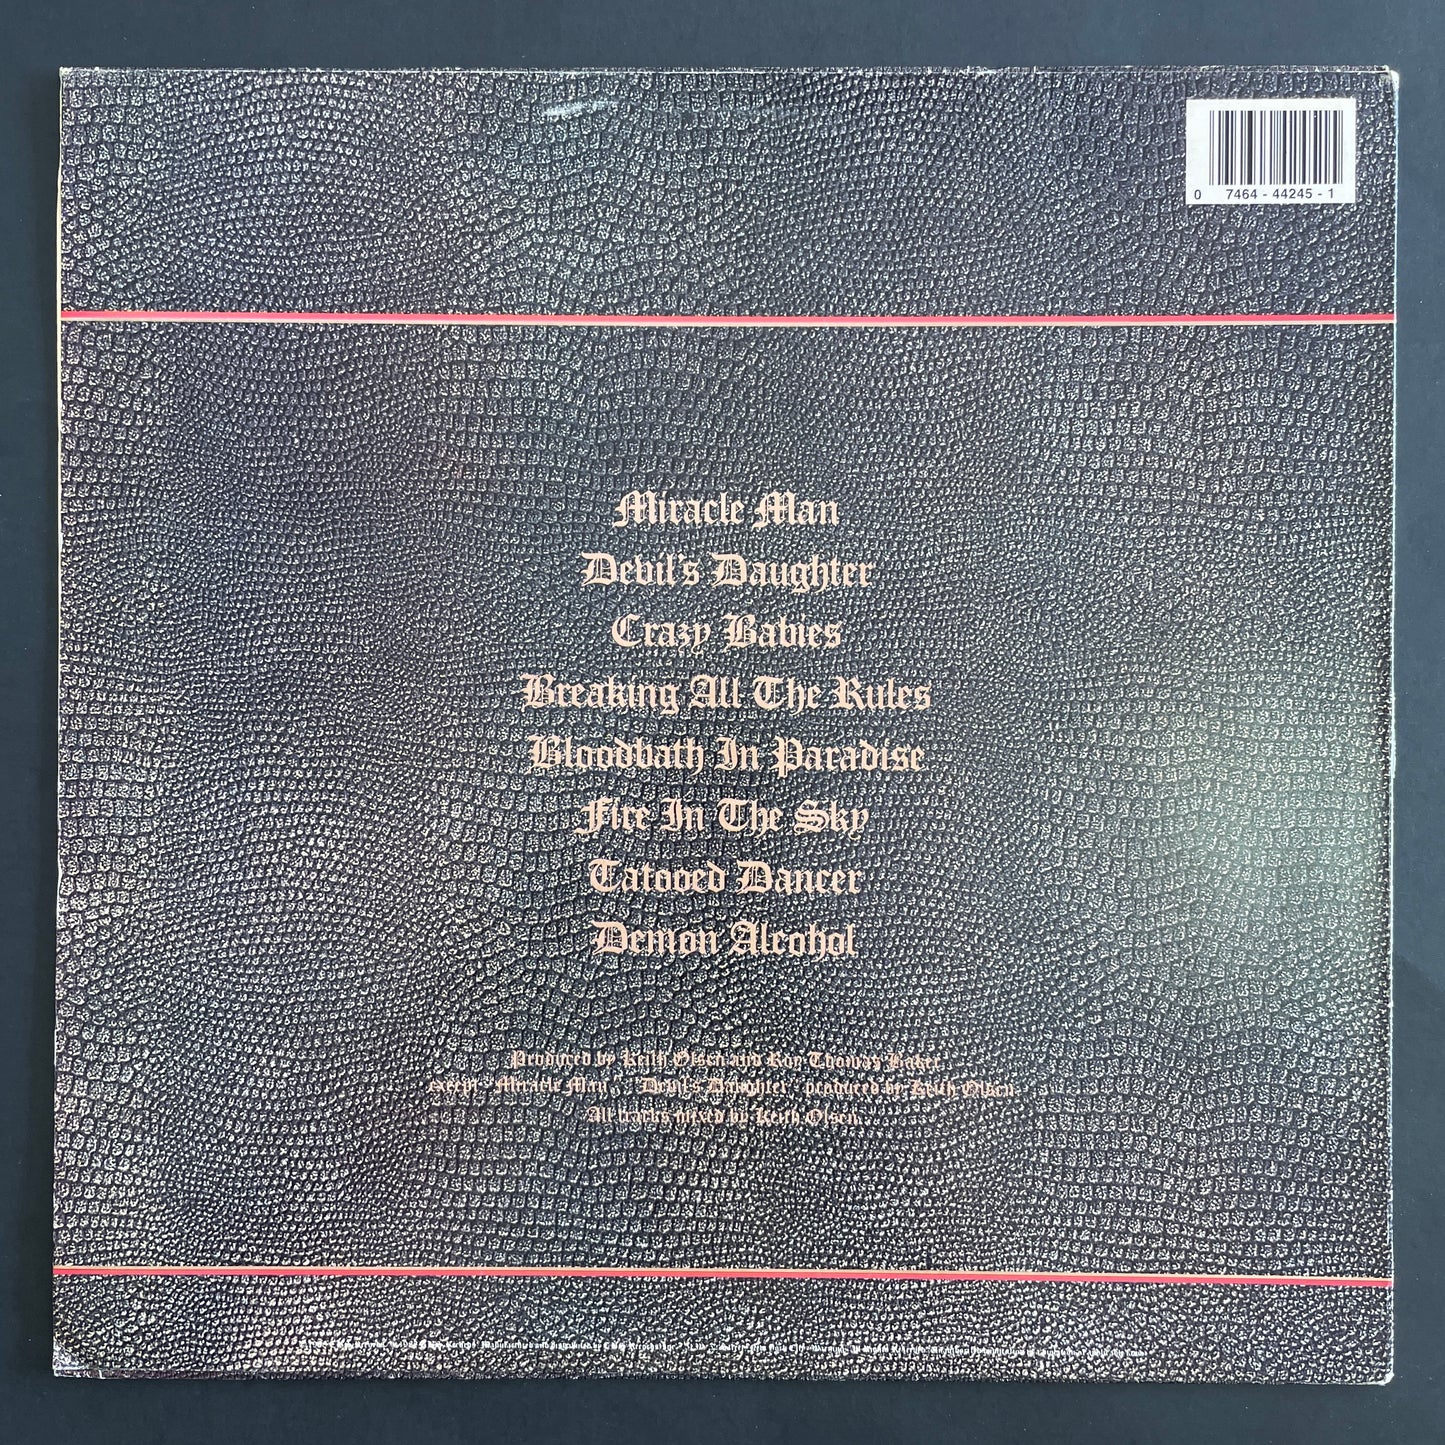 0 7464 - 44245 - 1
Miracle Man
Devil's Daughter
Crazy Babies
Breaking All The Rules
Bloodbath In Paradise
Fire In The Sky
Tatooed Dancer
Demon Alcohol
Produced by Keith Olsen and Roy Thomas Baker
"Miracle Man", "Devil's Daughter" produced by Keith Olsen
All tracks mixed by Keith Olsen